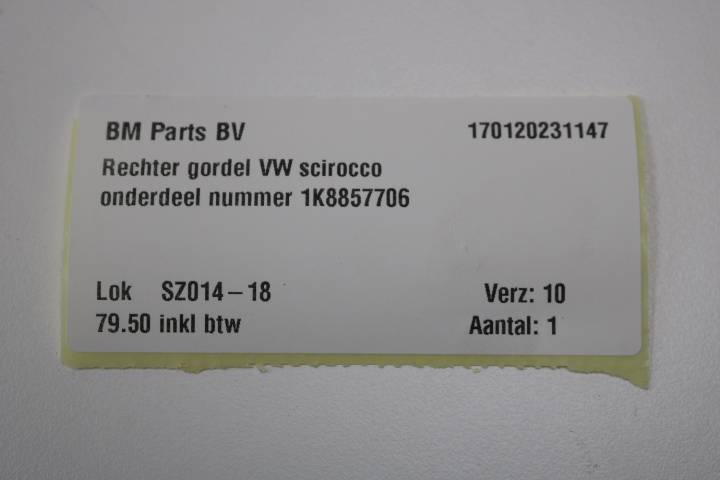 BM Parts BV 170120231147
Rechter gordel VW scirocco
onderdeel nummer 1K8857706
Lok SZ014-18 Verz: 10
79.50 inkl btw Aantal: 1